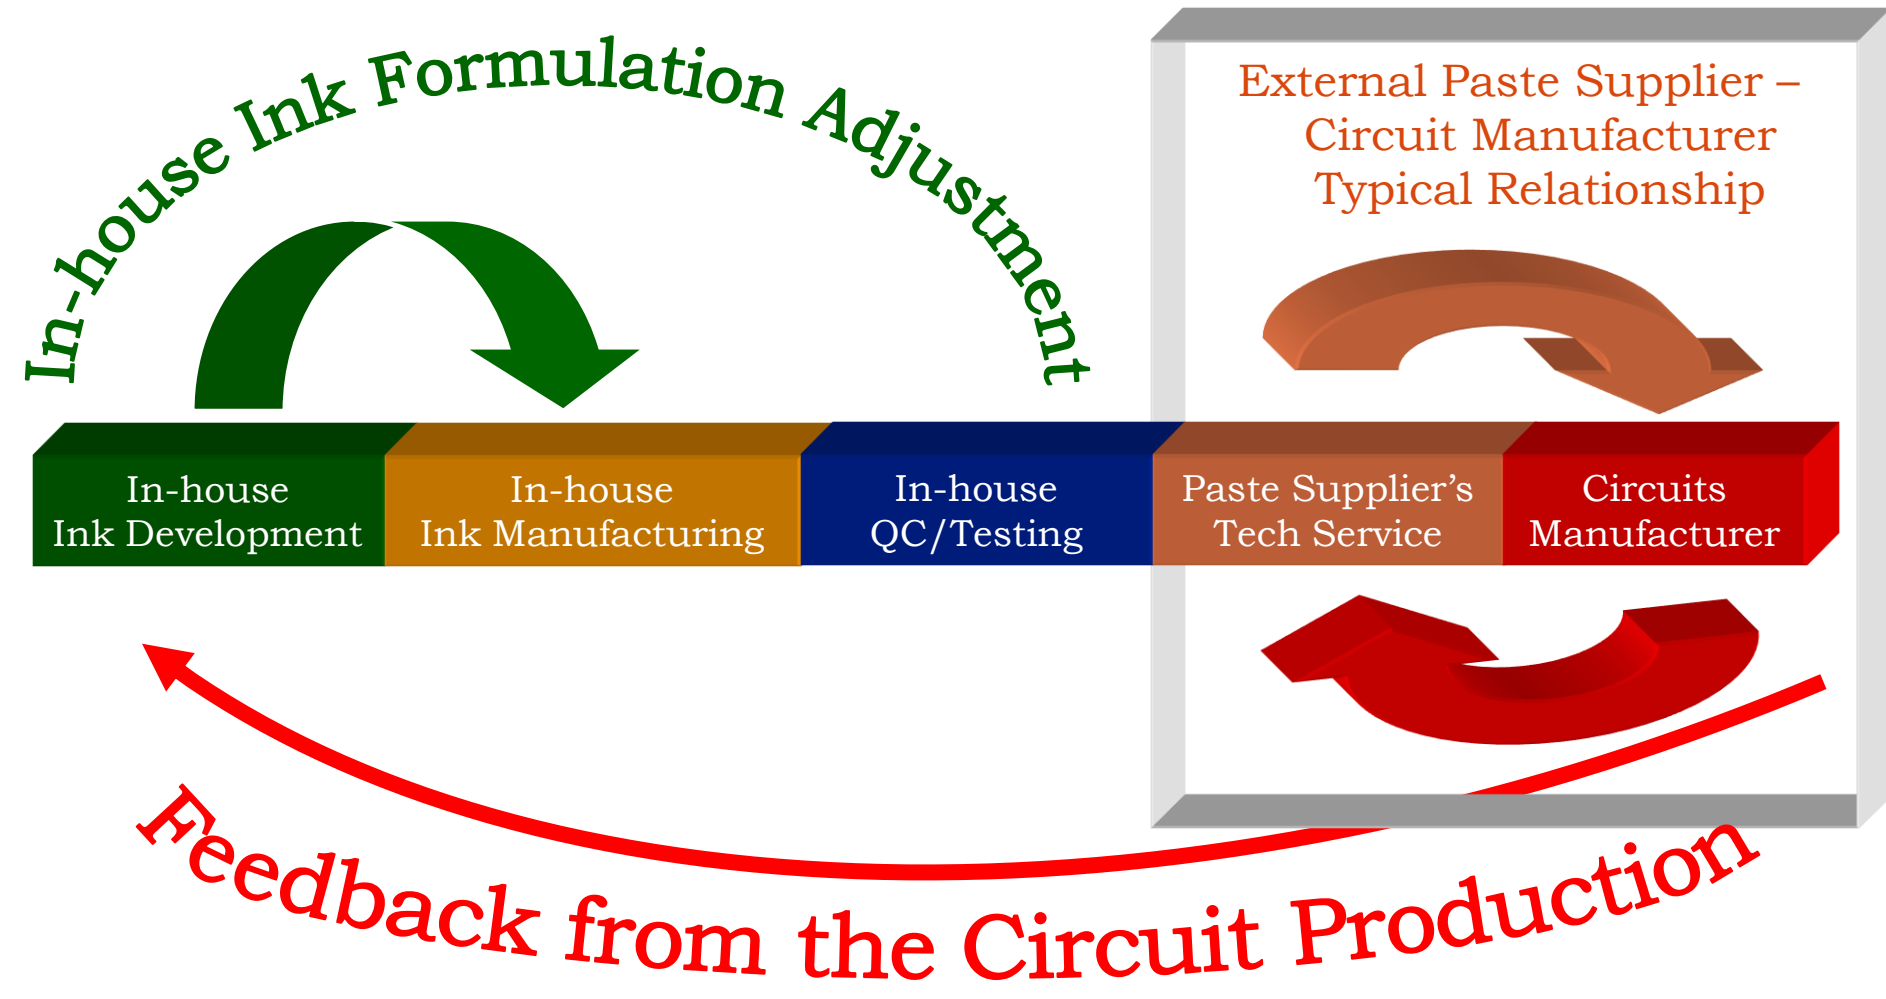 In-house Ink Formulation Adjustment
External Paste Supplier –
Circuit Manufacturer
Typical Relationship
In-house
Ink Development
In-house
Ink Manufacturing
In-house
QC/Testing
Paste Supplier’s
Tech Service
Circuits
Manufacturer
Feedback from the Circuit Production